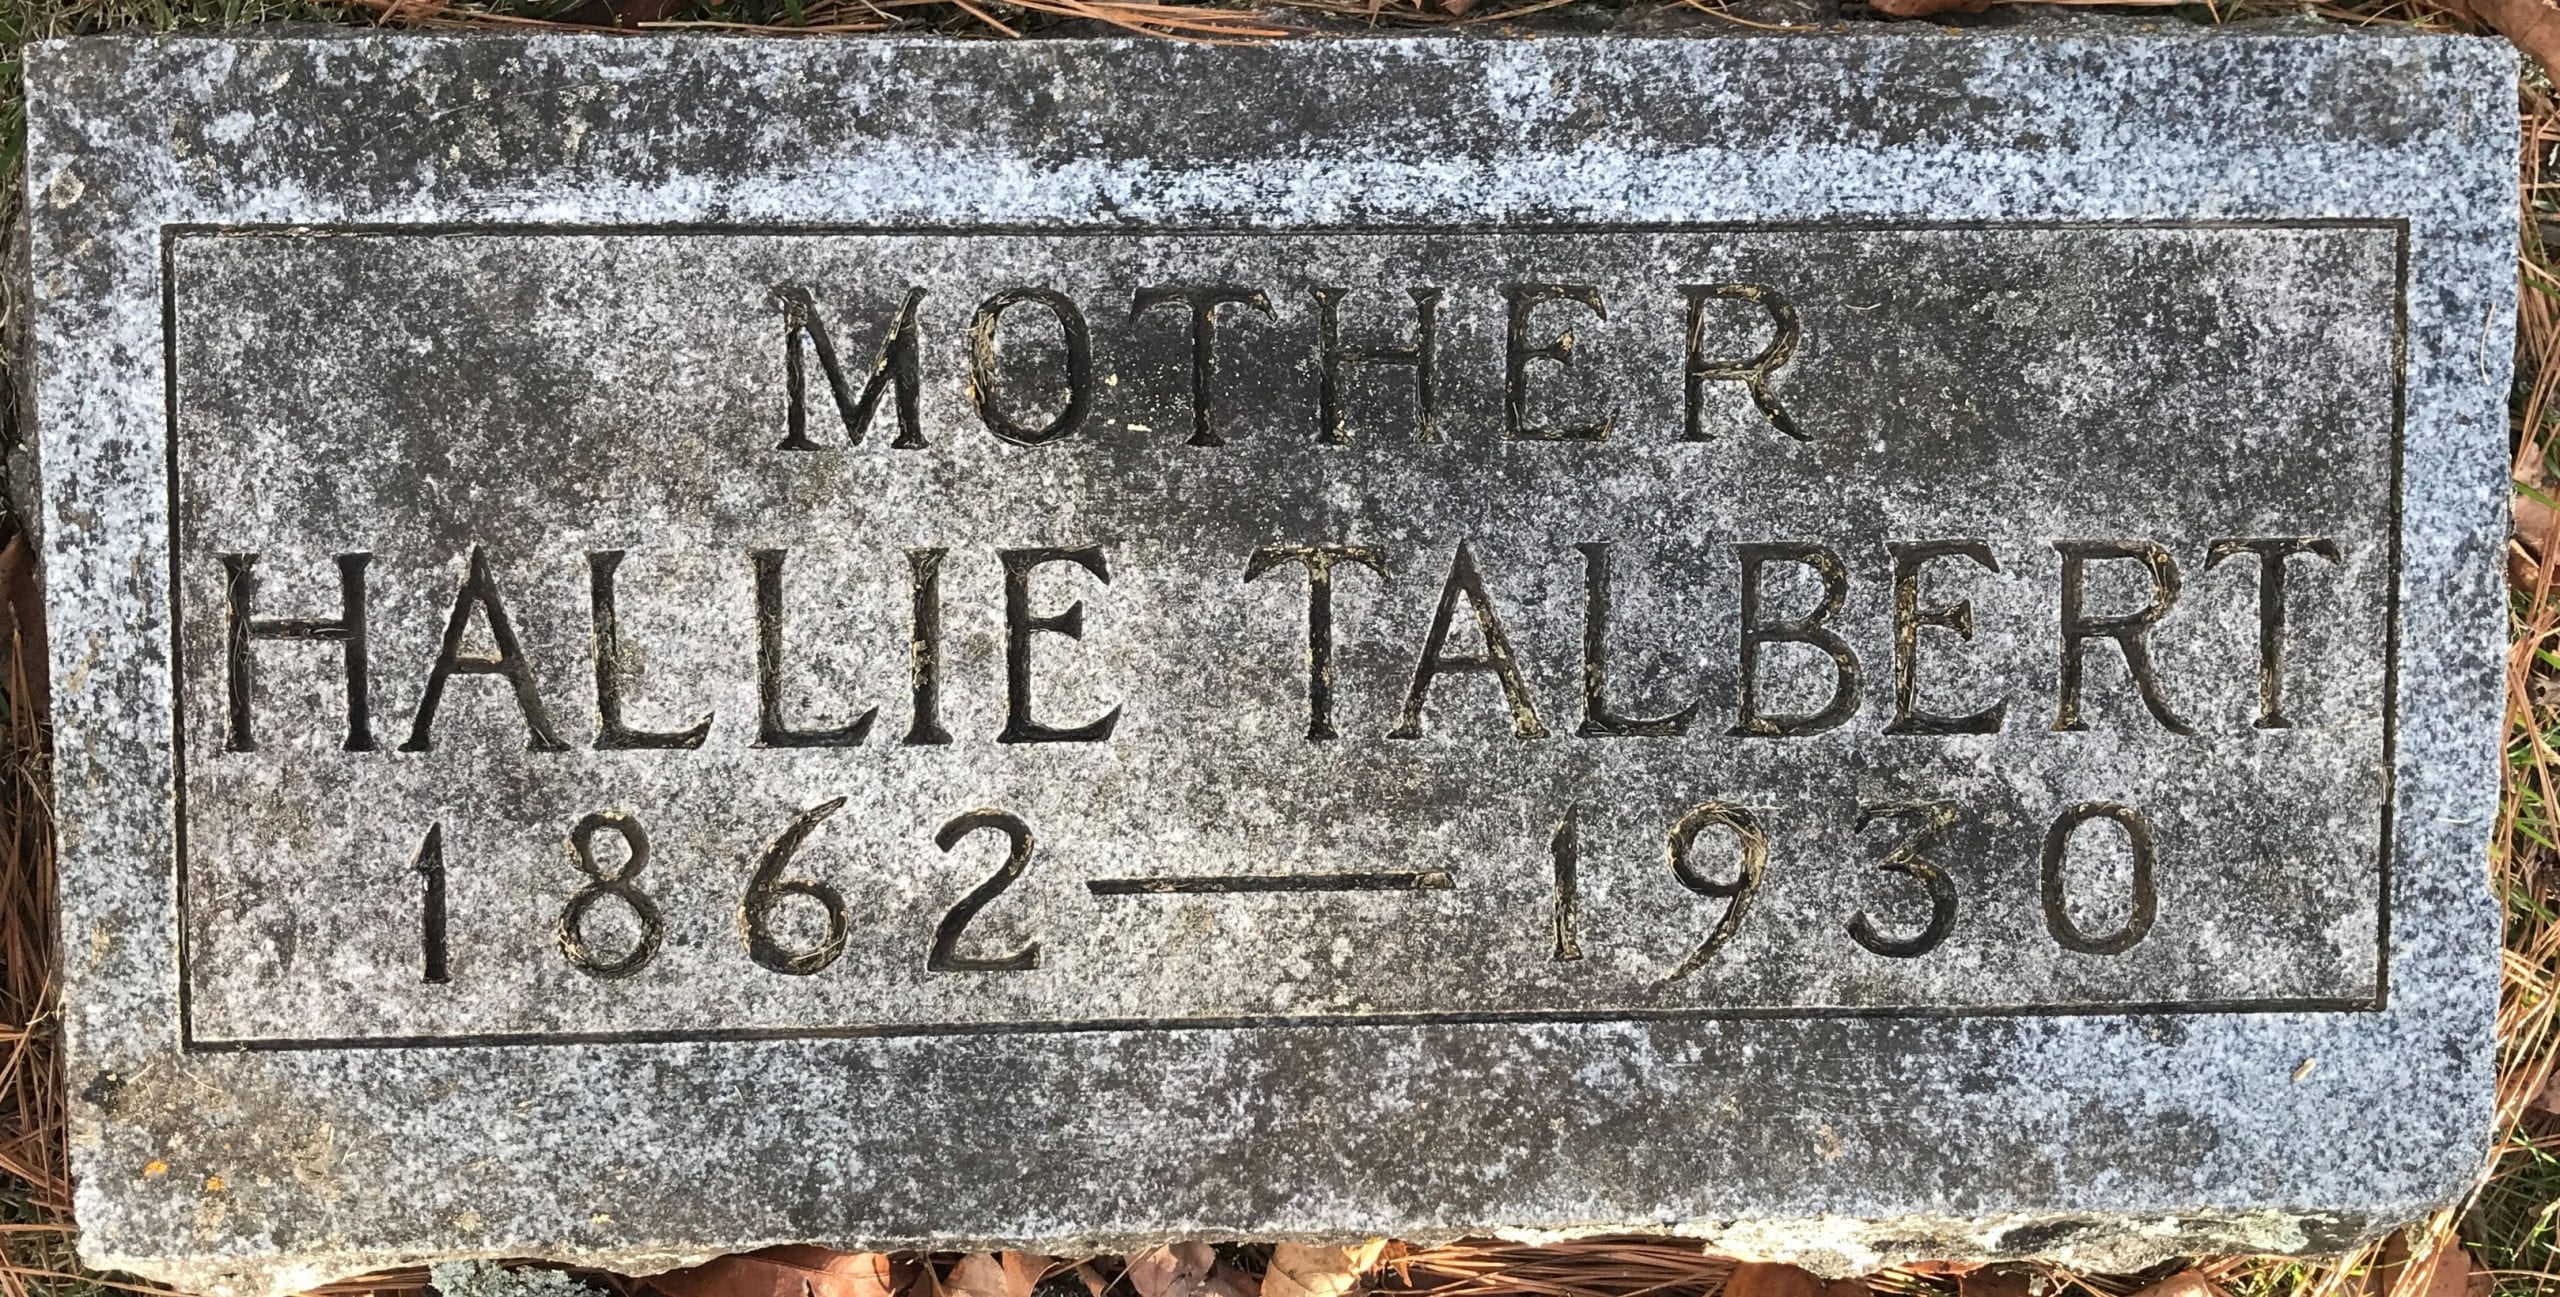 MOTHER
HALLIE TALBERT
1862 — 1930